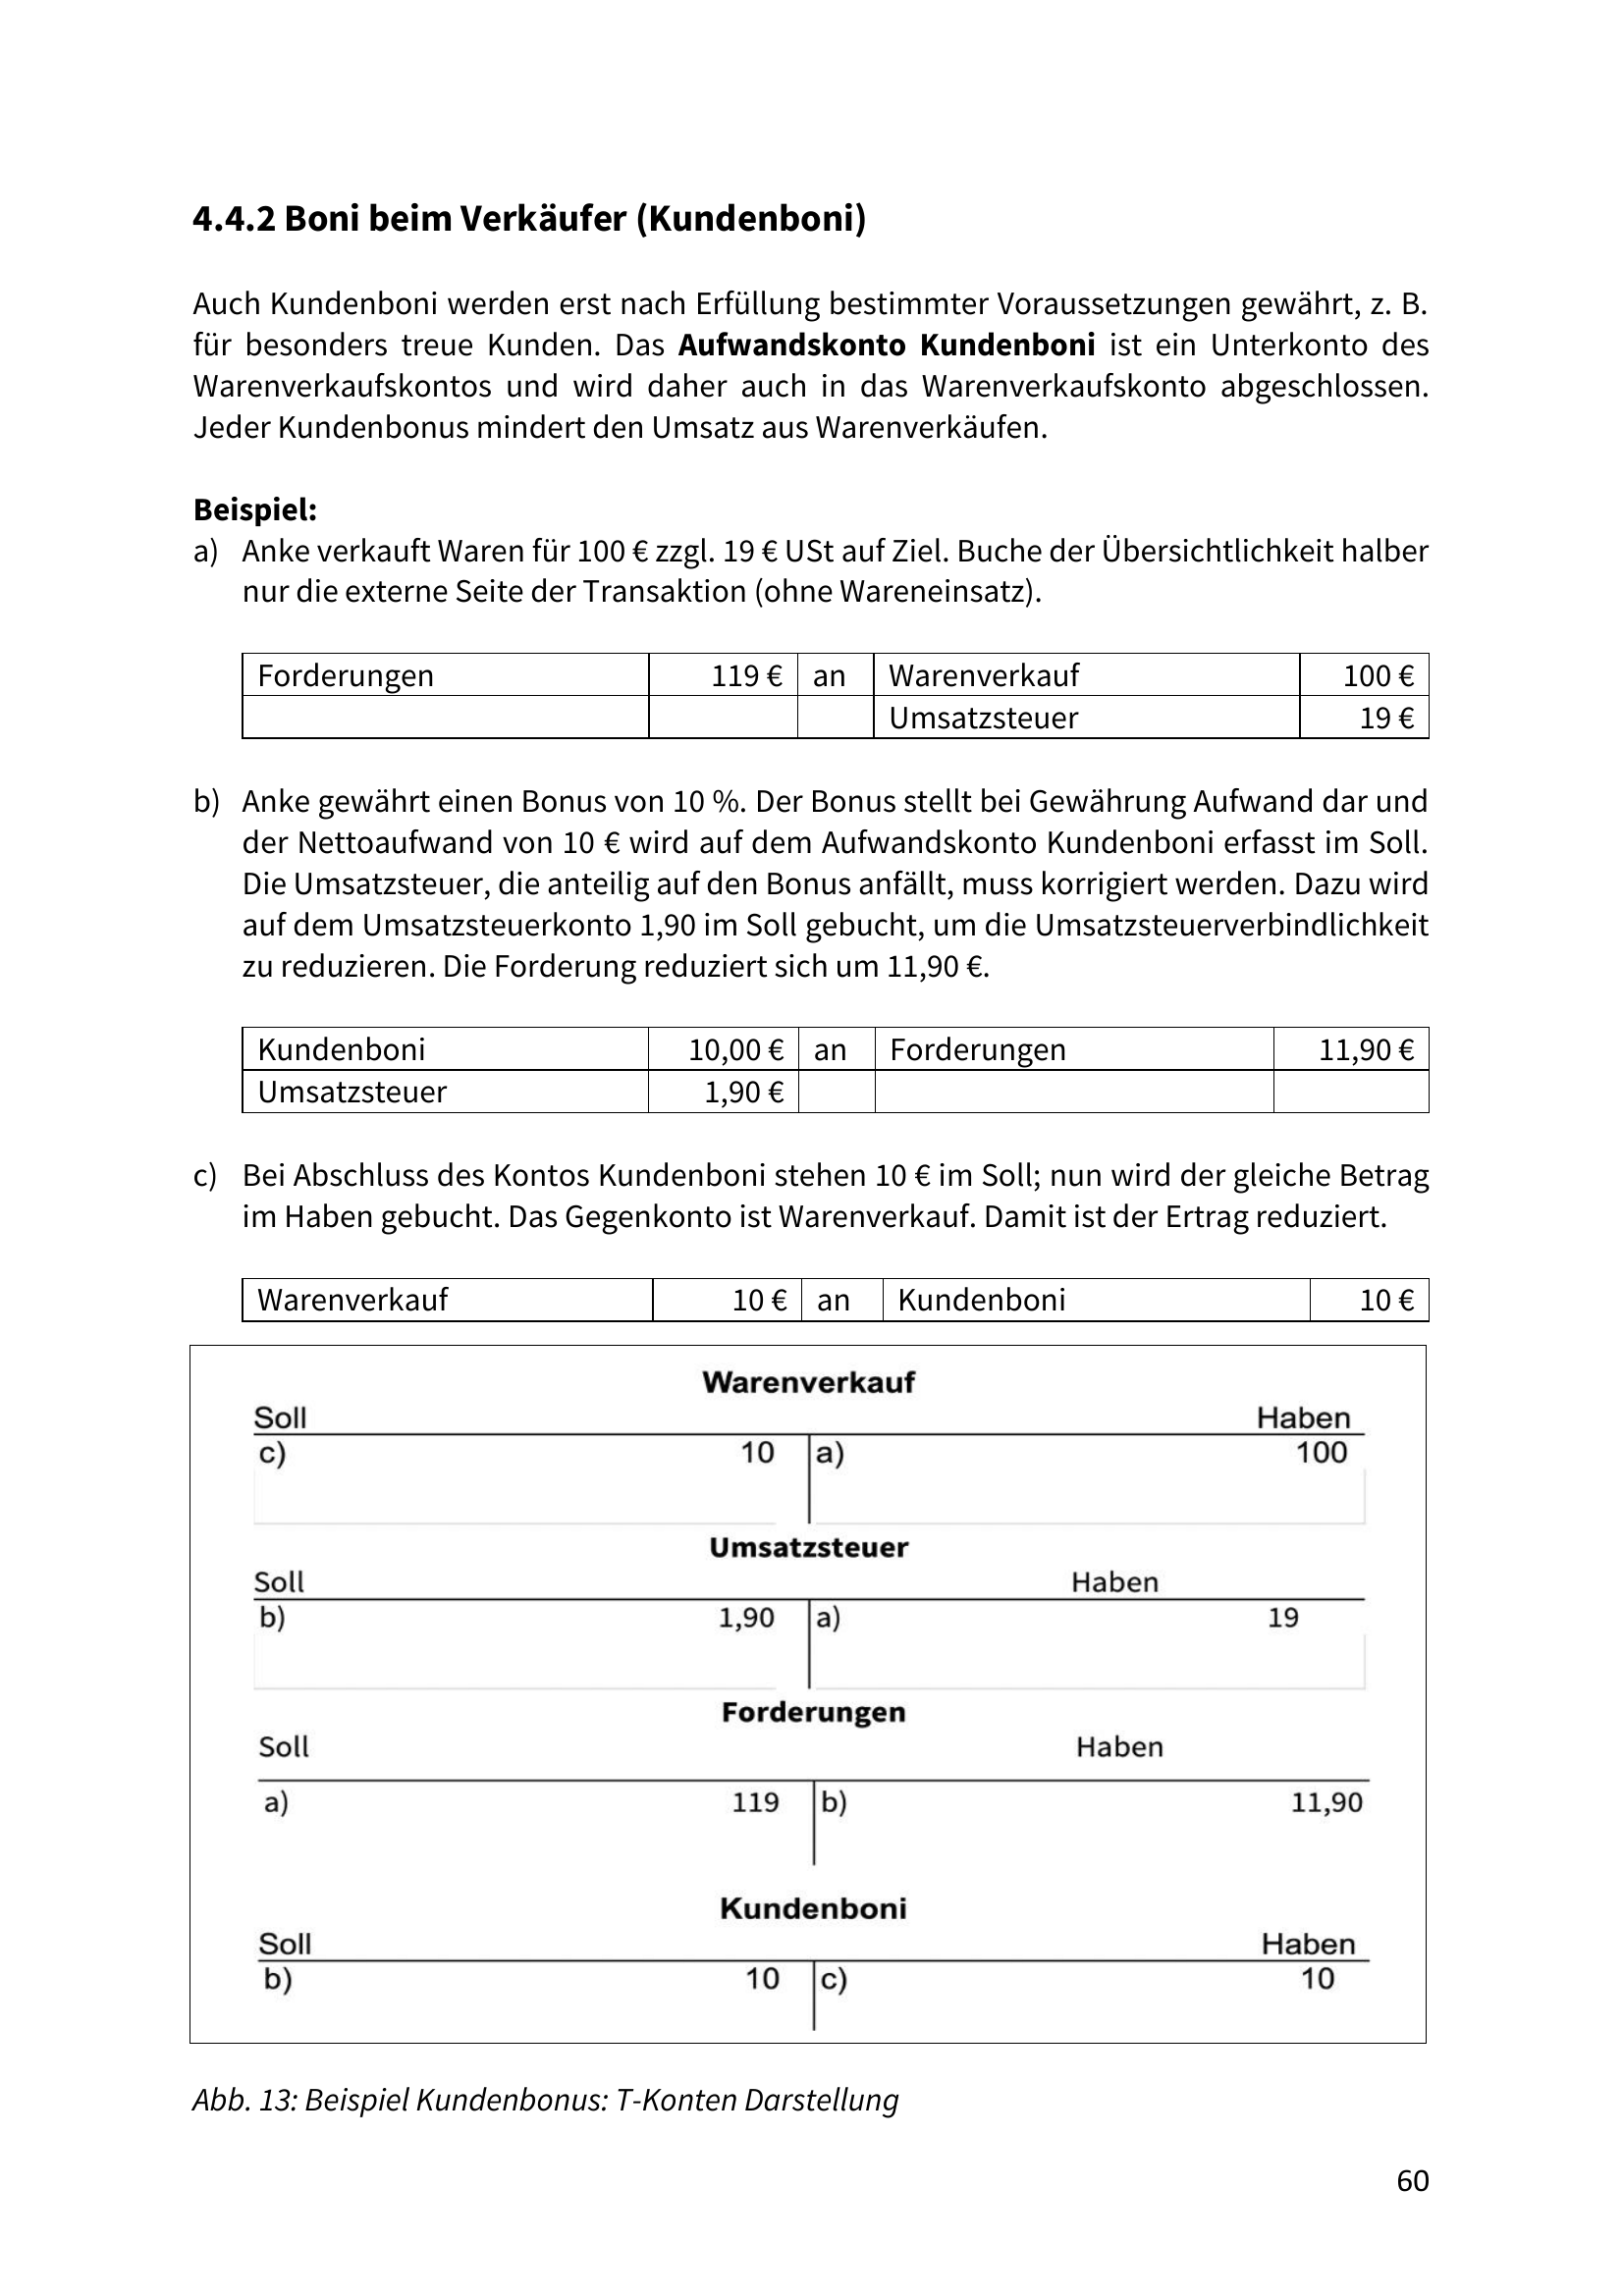 4.4.2 Boni beim Verkäufer (Kundenboni)
Auch Kundenboni werden erst nach Erfüllung bestimmter Voraussetzungen gewährt, z. B.
für besonders treue Kunden. Das Aufwandskonto Kundenboni ist ein Unterkonto des
Warenverkaufskontos und wird daher auch in das Warenverkaufskonto abgeschlossen.
Jeder Kundenbonus mindert den Umsatz aus Warenverkäufen.
Beispiel:
a) Anke verkauft Waren für 100 € zzgl. 19 € USt auf Ziel. Buche der Übersichtlichkeit halber
nur die externe Seite der Transaktion (ohne Wareneinsatz).
Forderungen 119 € an Warenverkauf 100 €
Umsatzsteuer 19 €
b) Anke gewährt einen Bonus von 10 %. Der Bonus stellt bei Gewährung Aufwand dar und
der Nettoaufwand von 10 € wird auf dem Aufwandskonto Kundenboni erfasst im Soll.
Die Umsatzsteuer, die anteilig auf den Bonus anfällt, muss korrigiert werden. Dazu wird
auf dem Umsatzsteuerkonto 1,90 im Soll gebucht, um die Umsatzsteuerverbindlichkeit
zu reduzieren. Die Forderung reduziert sich um 11,90 €.
Kundenboni 10,00 € an Forderungen 11,90 €
Umsatzsteuer 1,90 €
c) Bei Abschluss des Kontos Kundenboni stehen 10 € im Soll; nun wird der gleiche Betrag
im Haben gebucht. Das Gegenkonto ist Warenverkauf. Damit ist der Ertrag reduziert.
Warenverkauf 10 € an Kundenboni 10 €
Warenverkauf
Soll Haben
c) 10 a) 100
Umsatzsteuer
Soll Haben
b) 1,90 a) 19
Forderungen
Soll Haben
a) 119 b) 11,90
Kundenboni
Soll Haben
b) 10 c) 10
Abb. 13: Beispiel Kundenbonus: T-Konten Darstellung
60